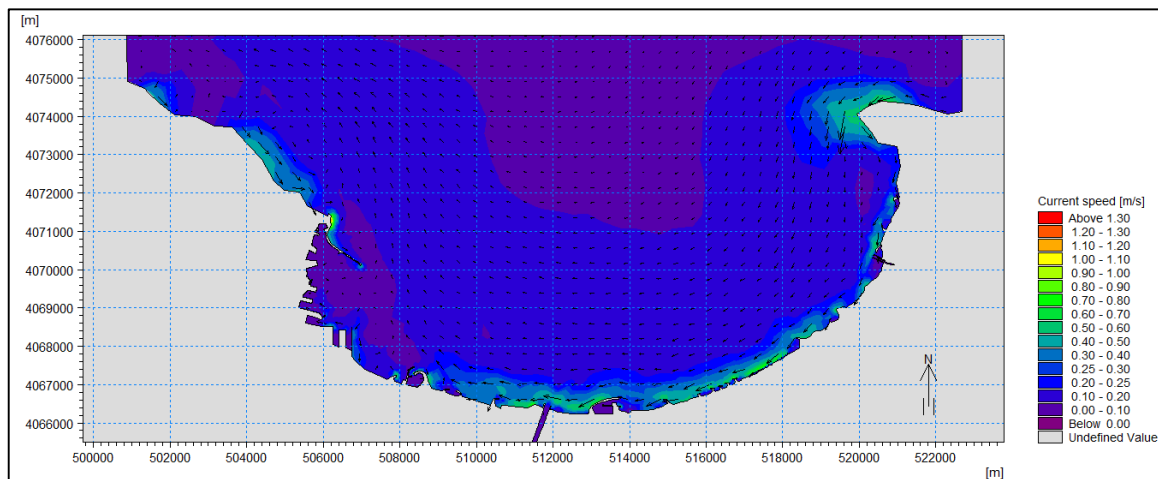 [m]
4076000
4075000
4074000
4073000
4072000
4071000
4070000
4069000
4068000
4067000
4066000
500000 502000 504000 506000 508000 510000 512000 514000 516000 518000 520000 522000
[m]
N
Current speed [m/s]
Above 1.30
1.20 - 1.30
1.10 - 1.20
1.00 - 1.10
0.90 - 1.00
0.80 - 0.90
0.70 - 0.80
0.60 - 0.70
0.50 - 0.60
0.40 - 0.50
0.30 - 0.40
0.25 - 0.30
0.20 - 0.25
0.10 - 0.20
0.00 - 0.10
Below 0.00
Undefined Value